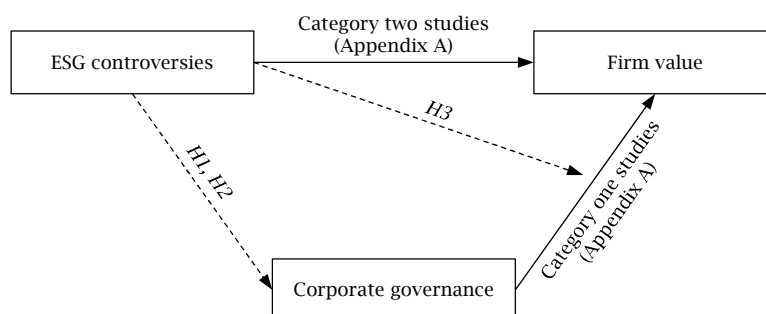 Category two studies
(Appendix A)
ESG controversies
Firm value
H3
H1, H2
Category one studies
(Appendix A)
Corporate governance